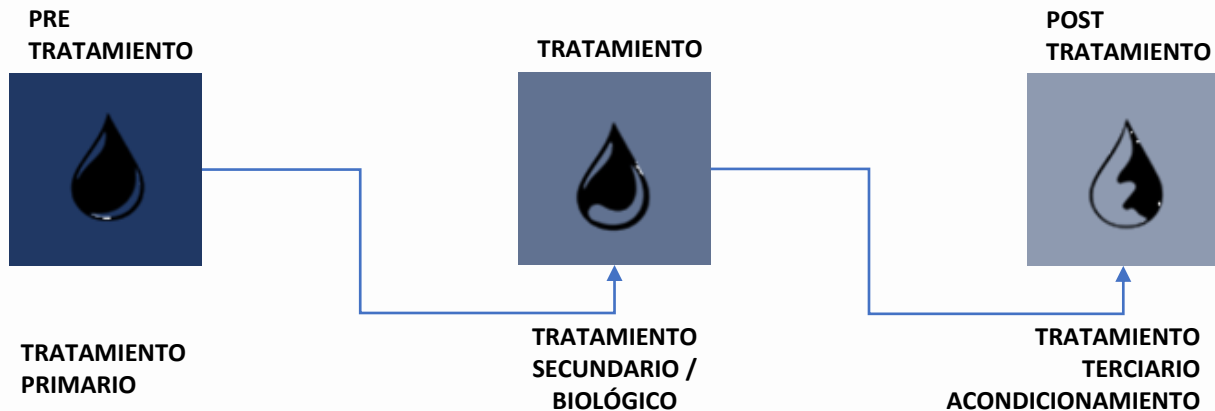 PRE
TRATAMIENTO
TRATAMIENTO
POST
TRATAMIENTO
TRATAMIENTO
PRIMARIO
TRATAMIENTO
SECUNDARIO /
BIOLÓGICO
TRATAMIENTO
TERCIARIO
ACONDICIONAMIENTO